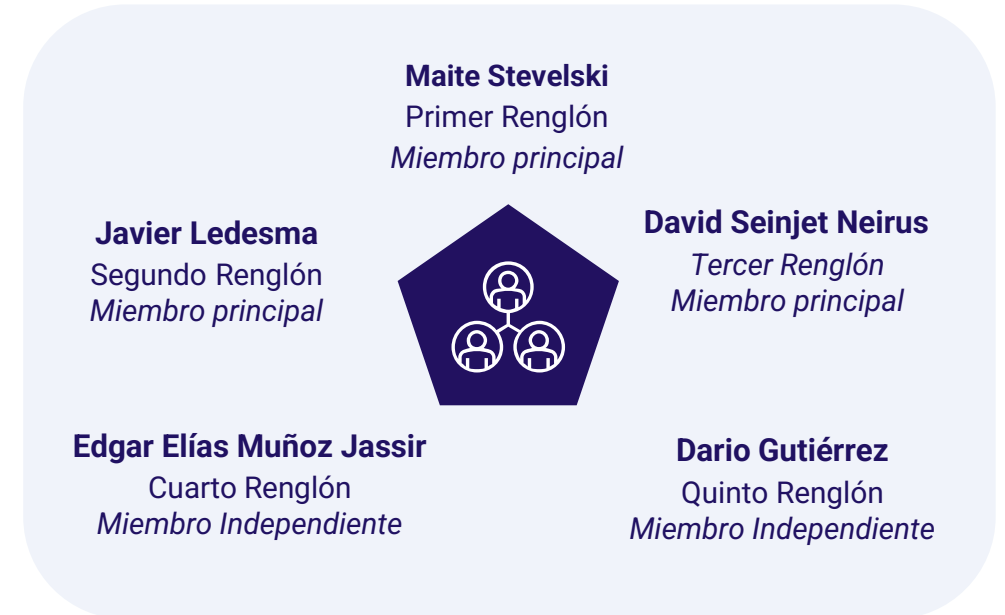 Maite Stevelski
Primer Renglón
Miembro principal
Javier Ledesma
Segundo Renglón
Miembro principal
David Seinjet Neirus
Tercer Renglón
Miembro principal
Edgar Elías Muñoz Jassir
Cuarto Renglón
Miembro Independiente
Dario Gutiérrez
Quinto Renglón
Miembro Independiente